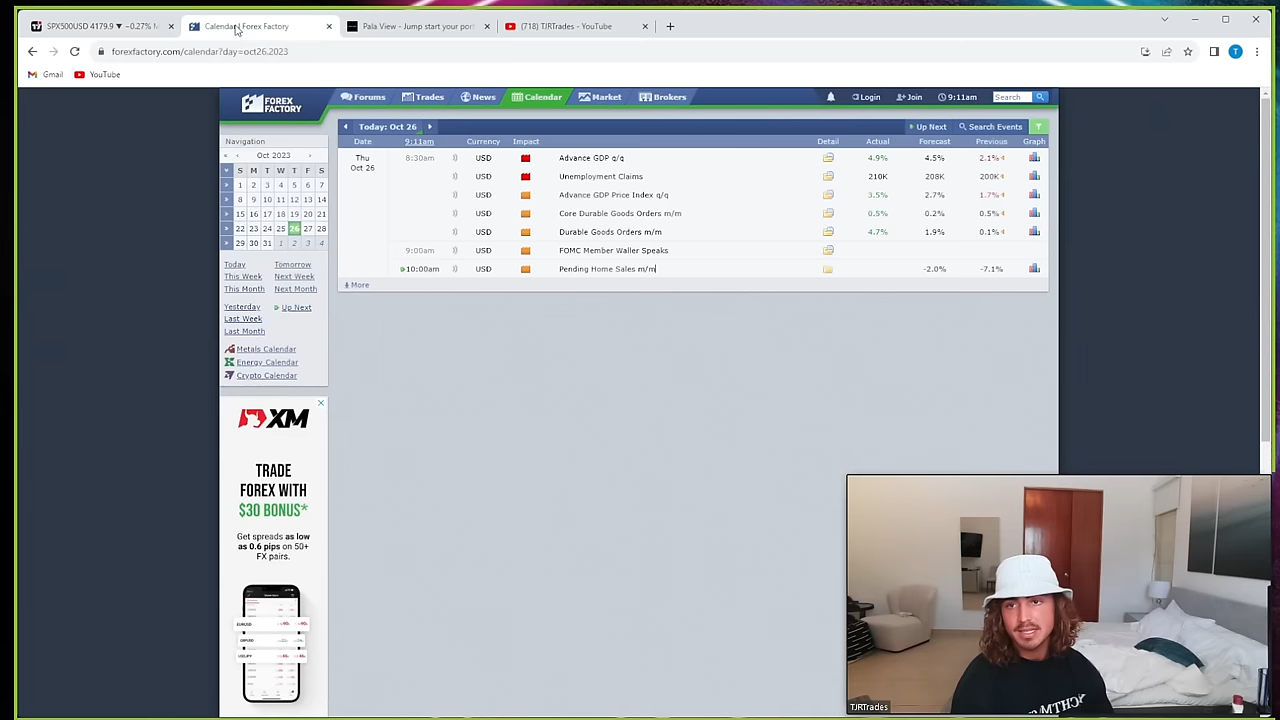 SPX500USD 4179.9 ▼ −0.27%
Calendar | Forex Factory
Pala View - Jump start your port
(718) TJRTrades - YouTube
forexfactory.com/calendar?day=oct26.2023
Gmail
YouTube
FOREX FACTORY
Forums
Trades
News
Calendar
Market
Brokers
Login
Join
9:11am
Search
Navigation
Oct 2023
S M T W T F S
1 2 3 4 5 6 7
8 9 10 11 12 13 14
15 16 17 18 19 20 21
22 23 24 25 26 27 28
29 30 31 1 2 3 4
Today Tomorrow
This Week Next Week
This Month Next Month
Yesterday Up Next
Last Week
Last Month
Metals Calendar
Energy Calendar
Crypto Calendar
Today: Oct 26
Up Next
Search Events
Date 9:11am Currency Impact Detail Actual Forecast Previous Graph
Thu Oct 26 8:30am USD Advance GDP q/q 4.9% 4.5% 2.1%
USD Unemployment Claims 210K 208K 200K
USD Advance GDP Price Index q/q 3.5% 2.7% 1.7%
USD Core Durable Goods Orders m/m 0.5% 0.2% 0.5%
USD Durable Goods Orders m/m 4.7% 1.9% 0.1%
9:00am USD FOMC Member Waller Speaks
10:00am USD Pending Home Sales m/m -2.0% -7.1%
More
XM
TRADE
FOREX WITH
$30 BONUS*
Get spreads as low
as 0.6 pips on 50+
FX pairs.
EURUSD
GBPUSD
USDJPY
TJRTrades